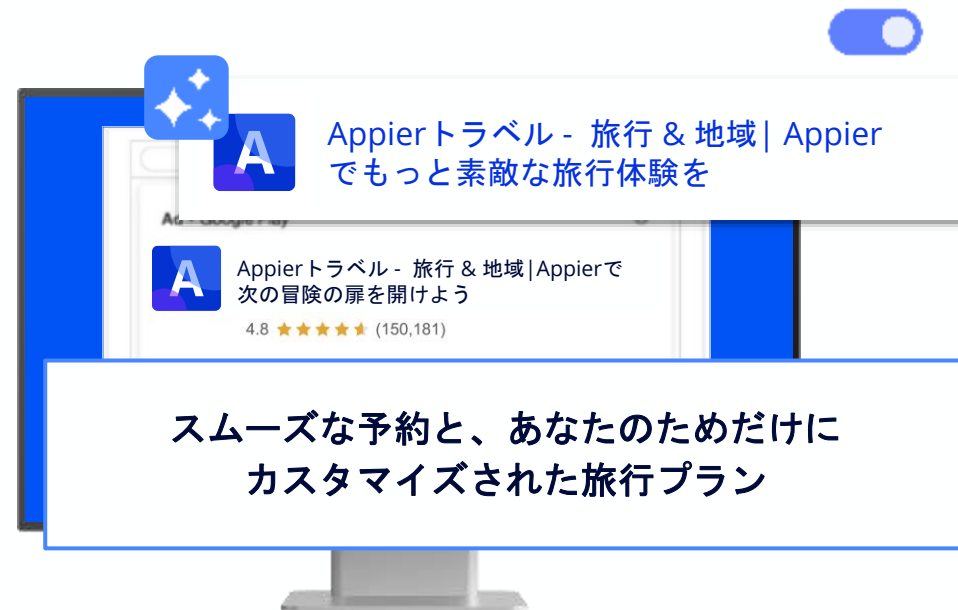 Appierトラベル - 旅行 & 地域| Appier
でもっと素敵な旅行体験を
Ad · Google Play
A
A
Appierトラベル - 旅行 & 地域|Appierで
次の冒険の扉を開けよう
4.8 ★★★★★ (150,181)
スムーズな予約と、あなたのためだけに
カスタマイズされた旅行プラン